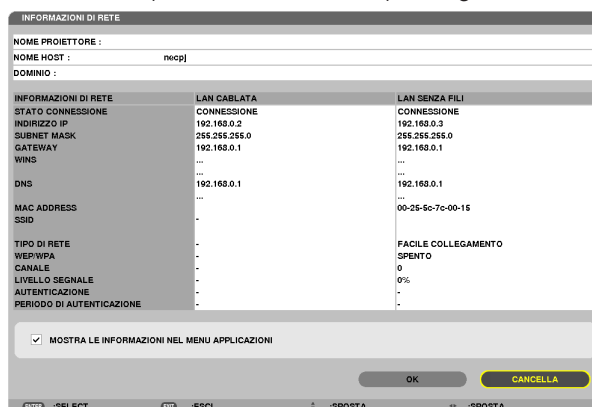 INFORMAZIONI DI RETE
NOME PROIETTORE :
NOME HOST : necpj
DOMINIO :
INFORMAZIONI DI RETE LAN CABLATA LAN SENZA FILI
STATO CONNESSIONE CONNESSIONE CONNESSIONE
INDIRIZZO IP 192.168.0.2 192.168.0.3
SUBNET MASK 255.255.255.0 255.255.255.0
GATEWAY 192.168.0.1 192.168.0.1
WINS ... ...
... ...
DNS 192.168.0.1 192.168.0.1
... ...
MAC ADDRESS 00-25-5c-7c-00-15
SSID -
TIPO DI RETE - FACILE COLLEGAMENTO
WEP/WPA - SPENTO
CANALE - 0
LIVELLO SEGNALE - 0%
AUTENTICAZIONE - -
PERIODO DI AUTENTICAZIONE - -
MOSTRA LE INFORMAZIONI NEL MENU APPLICAZIONI
OK CANCELLA
ENTER :SELECT EXIT :ESCI :SPOSTA :SPOSTA